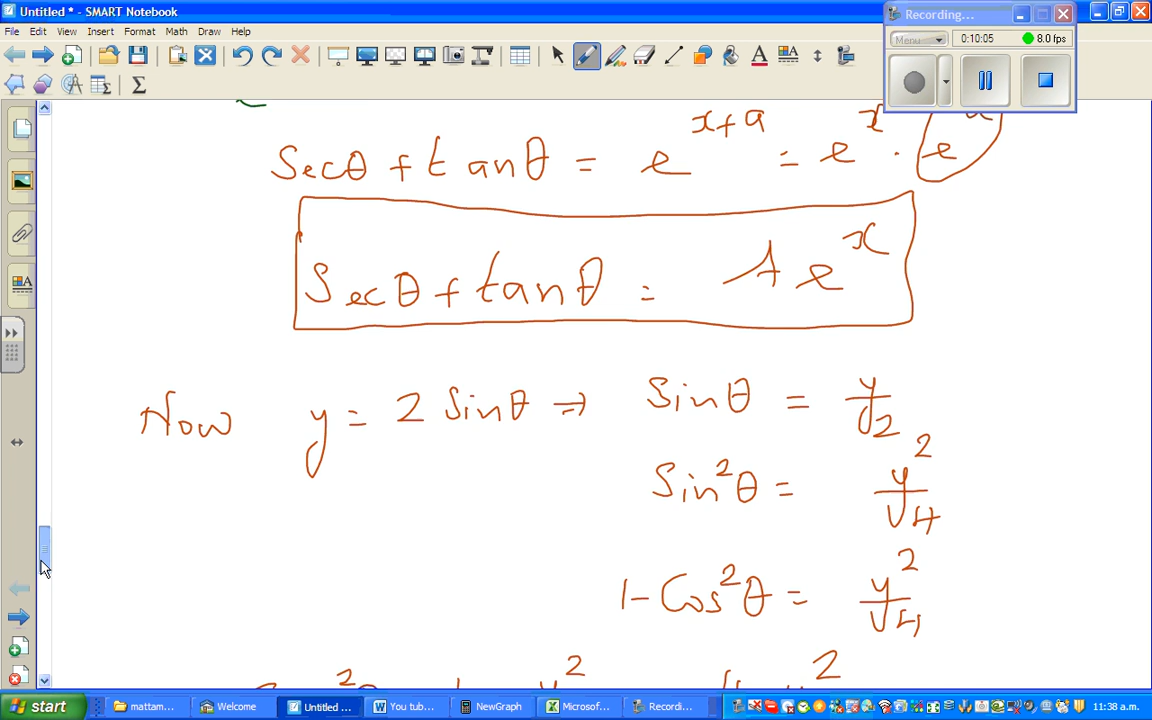 Untitled * - SMART Notebook
Recording...
File Edit View Insert Format Math Draw Help
Menu 0:10:05 8.0 fps
Secθ + tanθ = e^(x+a) = e^x . e^a
Secθ + tanθ = A e^x
Now y = 2 Sinθ ⇒ Sinθ = y/2
Sin²θ = y²/4
1 - Cos²θ = y²/4
start mattam... Welcome Untitled ... You tub... NewGraph Microsof... Recordi... 11:38 a.m.